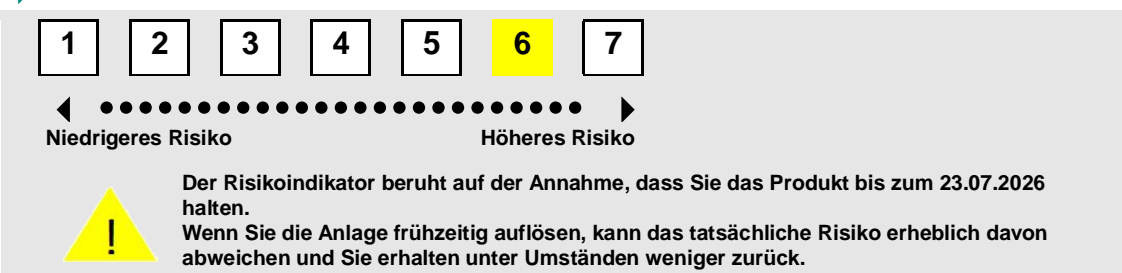 1 2 3 4 5 6 7
Niedrigeres Risiko Höheres Risiko
Der Risikoindikator beruht auf der Annahme, dass Sie das Produkt bis zum 23.07.2026
halten.
Wenn Sie die Anlage frühzeitig auflösen, kann das tatsächliche Risiko erheblich davon
abweichen und Sie erhalten unter Umständen weniger zurück.
!